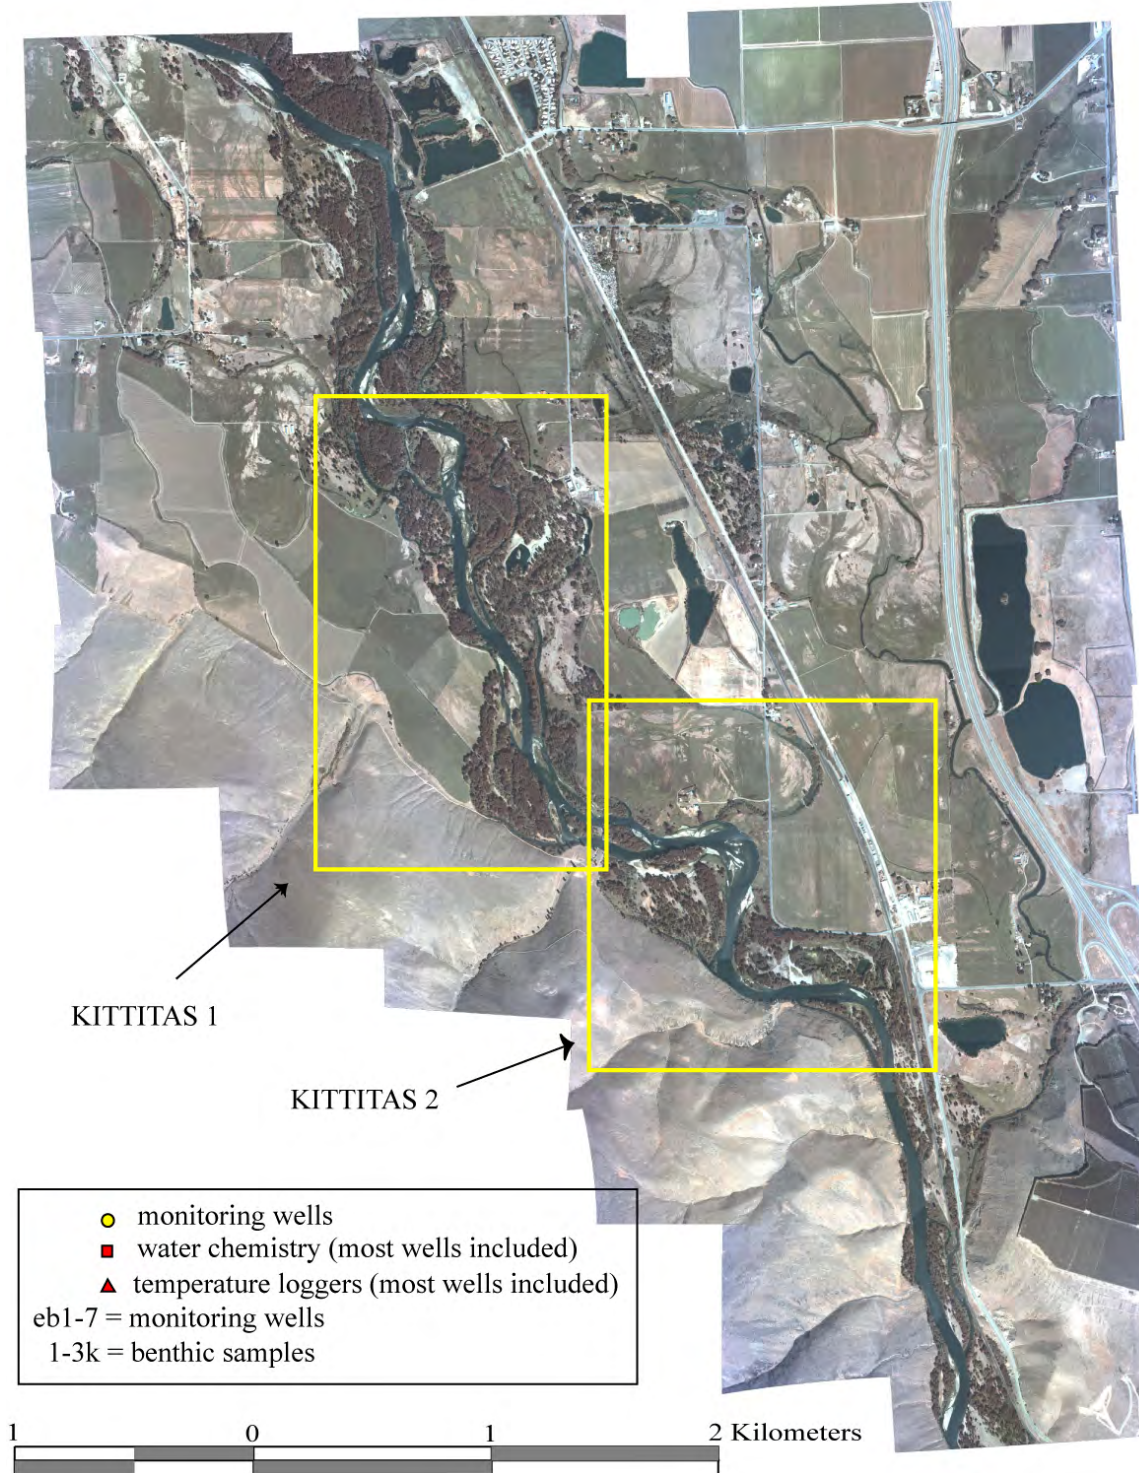 KITTITAS 1
KITTITAS 2
monitoring wells
water chemistry (most wells included)
temperature loggers (most wells included)
eb1-7 = monitoring wells
1-3k = benthic samples
1 0 1 2 Kilometers